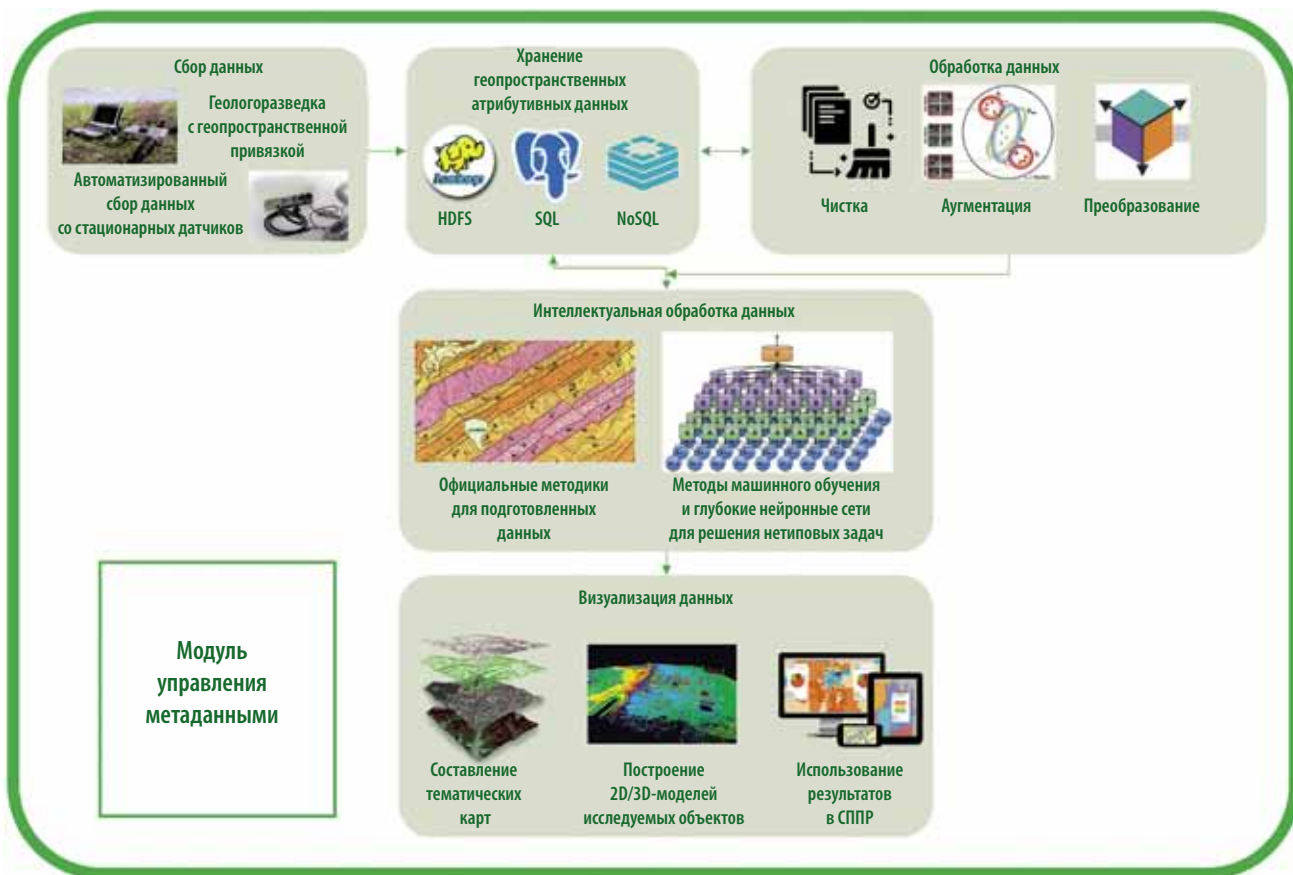 Сбор данных
Геологоразведка
с геопространственной
привязкой
Автоматизированный
сбор данных
со стационарных датчиков
Хранение
геопространственных
атрибутивных данных
HDFS
SQL
NoSQL
Обработка данных
Чистка
Аугментация
Преобразование
Интеллектуальная обработка данных
Официальные методики
для подготовленных
данных
Методы машинного обучения
и глубокие нейронные сети
для решения нетиповых задач
Модуль
управления
метаданными
Визуализация данных
Составление
тематических
карт
Построение
2D/3D-моделей
исследуемых объектов
Использование
результатов
в СППР